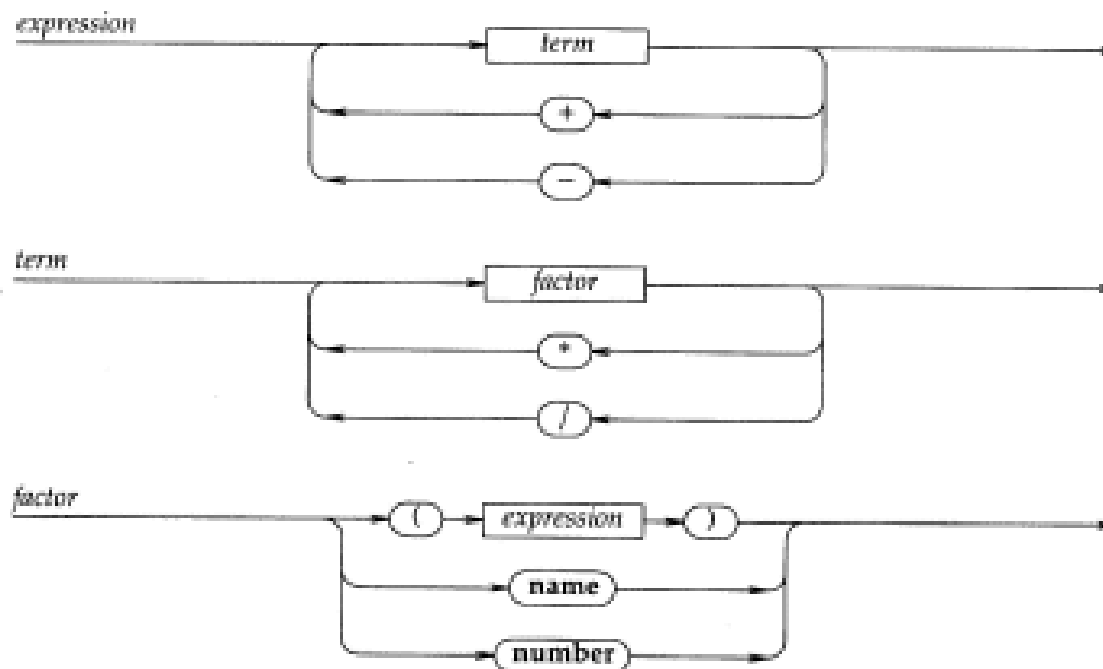 expression
term
+
−
term
factor
*
/
factor
( expression )
name
number